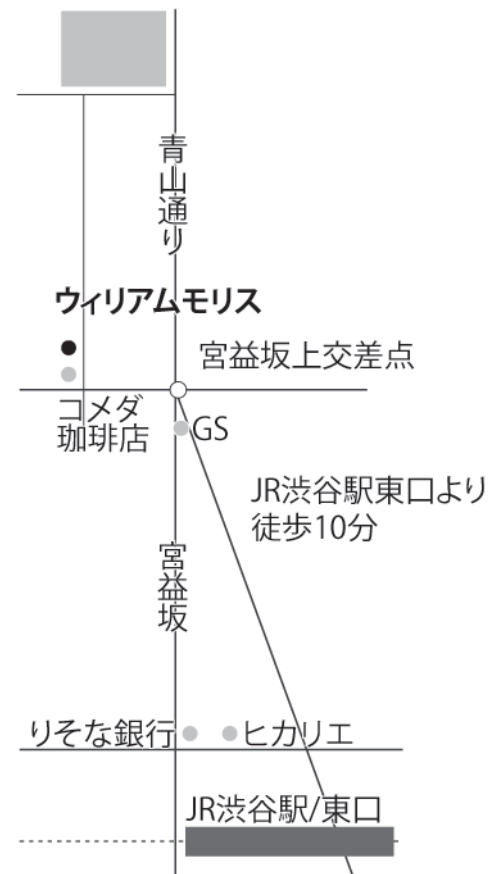 青山通り
ウィリアムモリス
宮益坂上交差点
コメダ
珈琲店
GS
JR渋谷駅東口より
徒歩10分
宮益坂
りそな銀行
ヒカリエ
JR渋谷駅/東口